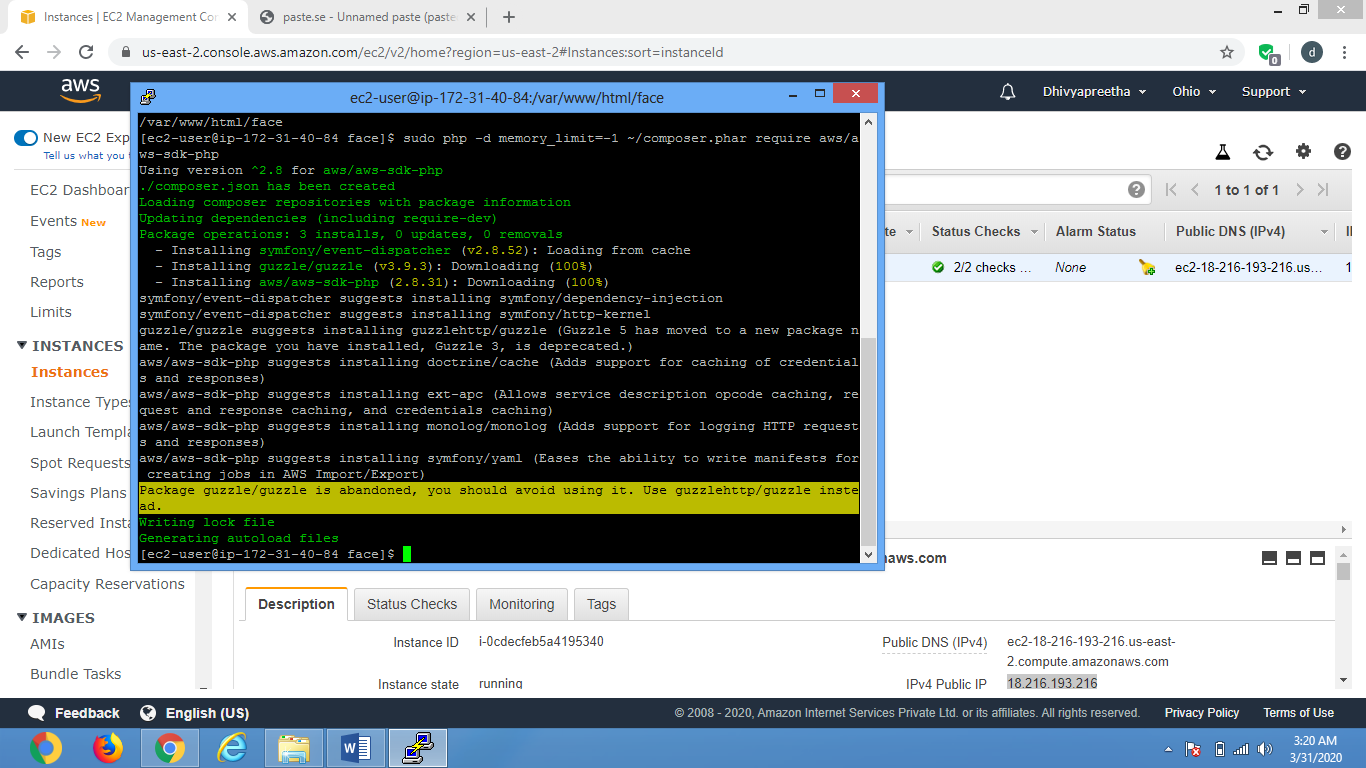 Instances | EC2 Management Con
paste.se - Unnamed paste (paste
us-east-2.console.aws.amazon.com/ec2/v2/home?region=us-east-2#Instances:sort=instanceId
0
d
aws
Dhivyapreetha
Ohio
Support
ec2-user@ip-172-31-40-84:/var/www/html/face
/var/www/html/face
[ec2-user@ip-172-31-40-84 face]$ sudo php -d memory_limit=-1 ~/composer.phar require aws/a
ws-sdk-php
Using version ^2.8 for aws/aws-sdk-php
./composer.json has been created
Loading composer repositories with package information
Updating dependencies (including require-dev)
Package operations: 3 installs, 0 updates, 0 removals
- Installing symfony/event-dispatcher (v2.8.52): Loading from cache
- Installing guzzle/guzzle (v3.9.3): Downloading (100%)
- Installing aws/aws-sdk-php (2.8.31): Downloading (100%)
symfony/event-dispatcher suggests installing symfony/dependency-injection
symfony/event-dispatcher suggests installing symfony/http-kernel
guzzle/guzzle suggests installing guzzlehttp/guzzle (Guzzle 5 has moved to a new package n
ame. The package you have installed, Guzzle 3, is deprecated.)
aws/aws-sdk-php suggests installing doctrine/cache (Adds support for caching of credential
s and responses)
aws/aws-sdk-php suggests installing ext-apc (Allows service description opcode caching, re
quest and response caching, and credentials caching)
aws/aws-sdk-php suggests installing monolog/monolog (Adds support for logging HTTP request
s and responses)
aws/aws-sdk-php suggests installing symfony/yaml (Eases the ability to write manifests for
creating jobs in AWS Import/Export)
Package guzzle/guzzle is abandoned, you should avoid using it. Use guzzlehttp/guzzle inste
ad.
Writing lock file
Generating autoload files
[ec2-user@ip-172-31-40-84 face]$
New EC2 Exp
Tell us what you t
EC2 Dashboar
Events New
Tags
Reports
Limits
INSTANCES
Instances
Instance Types
Launch Templa
Spot Requests
Savings Plans
Reserved Insta
Dedicated Hos
Capacity Reservations
IMAGES
AMIs
Bundle Tasks
1 to 1 of 1
te
Status Checks
Alarm Status
Public DNS (IPv4)
2/2 checks ...
None
ec2-18-216-193-216.us...
1
naws.com
Description
Status Checks
Monitoring
Tags
Instance ID
i-0cdecfeb5a4195340
Public DNS (IPv4)
ec2-18-216-193-216.us-east-
2.compute.amazonaws.com
Instance state
running
IPv4 Public IP
18.216.193.216
Feedback
English (US)
© 2008 - 2020, Amazon Internet Services Private Ltd. or its affiliates. All rights reserved.
Privacy Policy
Terms of Use
3:20 AM
3/31/2020